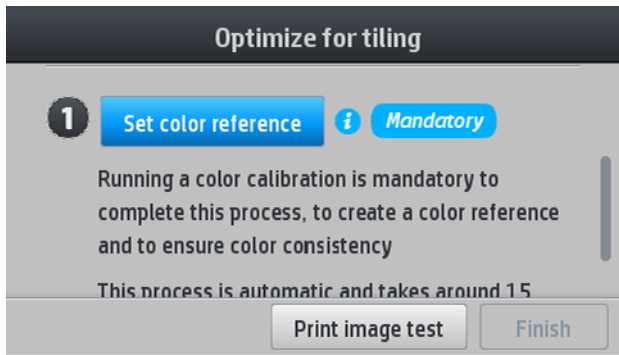 Optimize for tiling
1 Set color reference i Mandatory
Running a color calibration is mandatory to
complete this process, to create a color reference
and to ensure color consistency
This process is automatic and takes around 15
Print image test Finish